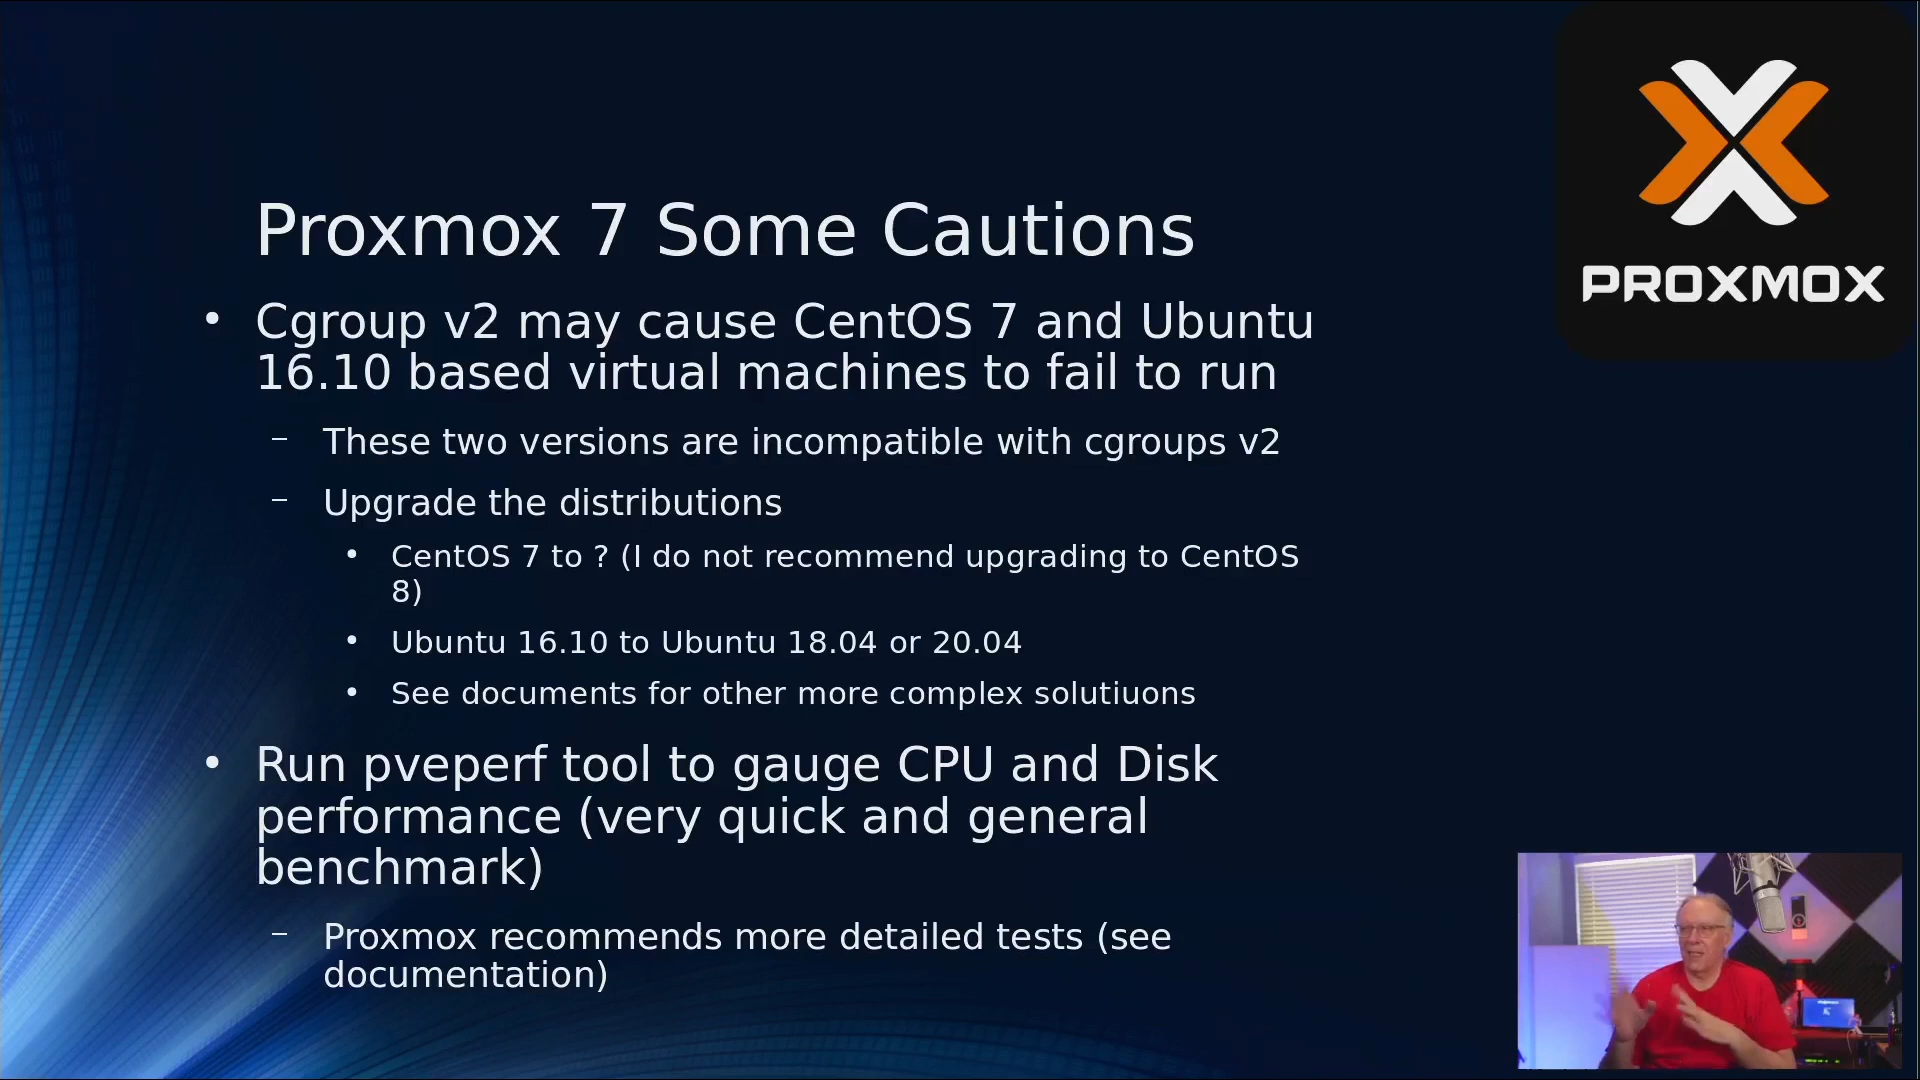 PROXMOX
Proxmox 7 Some Cautions
• Cgroup v2 may cause CentOS 7 and Ubuntu
16.10 based virtual machines to fail to run
– These two versions are incompatible with cgroups v2
– Upgrade the distributions
• CentOS 7 to ? (I do not recommend upgrading to CentOS
8)
• Ubuntu 16.10 to Ubuntu 18.04 or 20.04
• See documents for other more complex solutiuons
• Run pveperf tool to gauge CPU and Disk
performance (very quick and general
benchmark)
– Proxmox recommends more detailed tests (see
documentation)